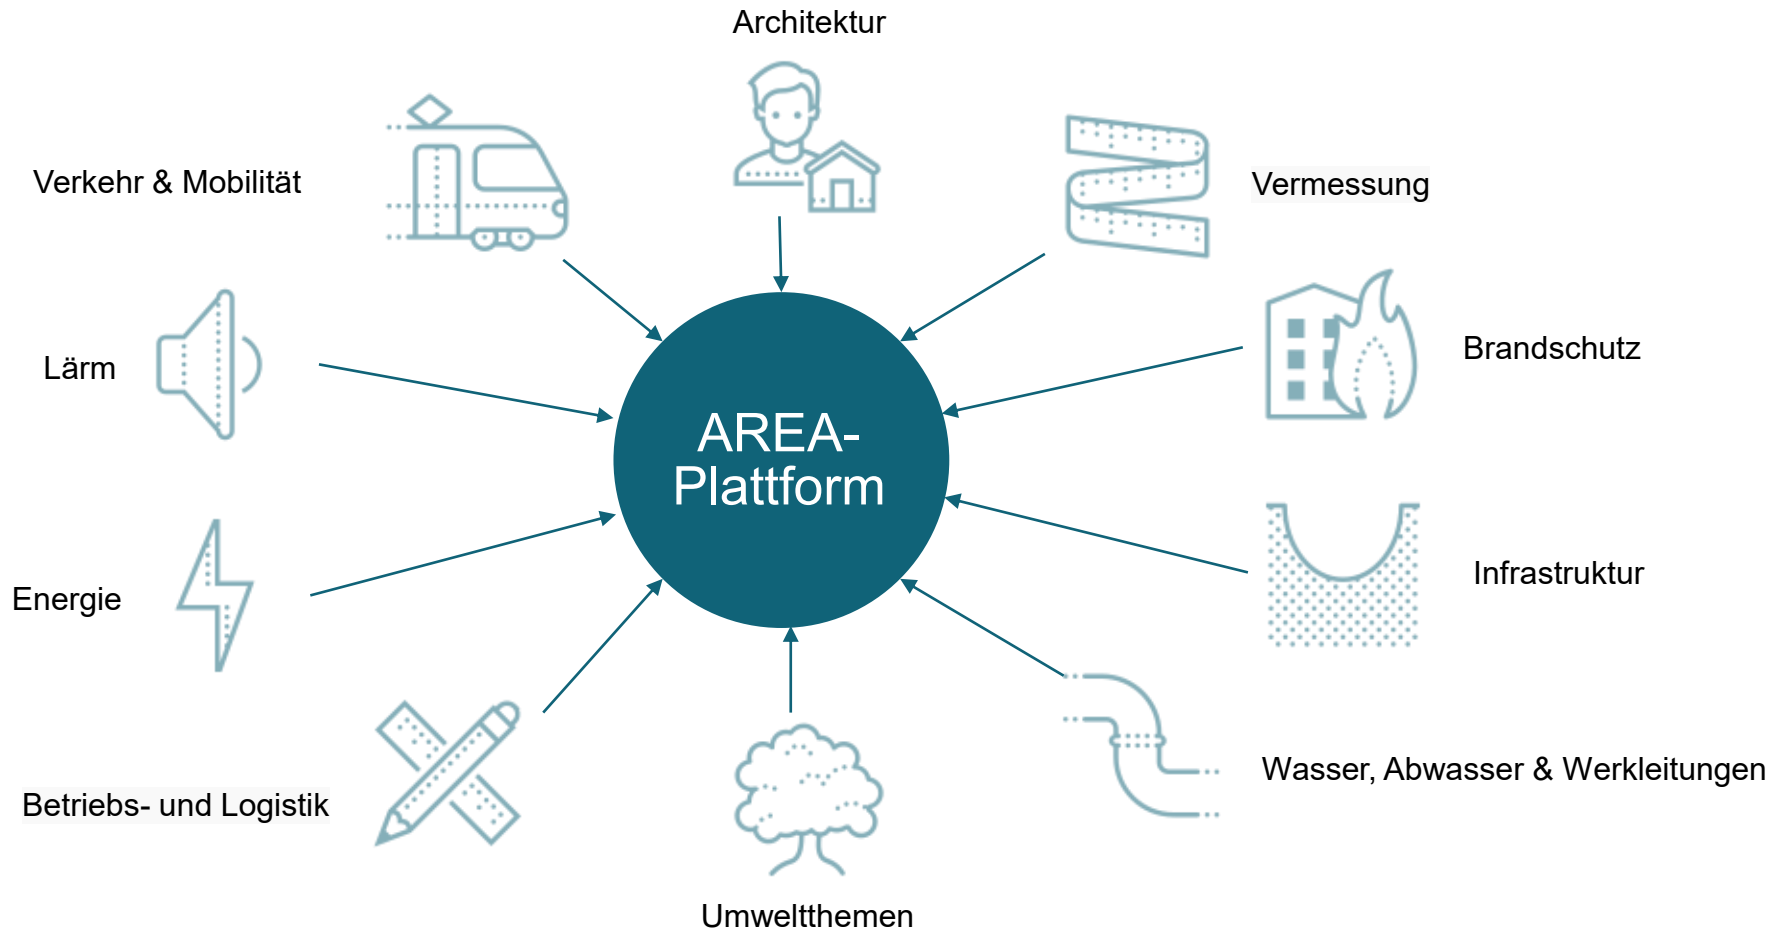 Architektur
Verkehr & Mobilität
Vermessung
Lärm
Brandschutz
AREA-
Plattform
Energie
Infrastruktur
Betriebs- und Logistik
Wasser, Abwasser & Werkleitungen
Umweltthemen